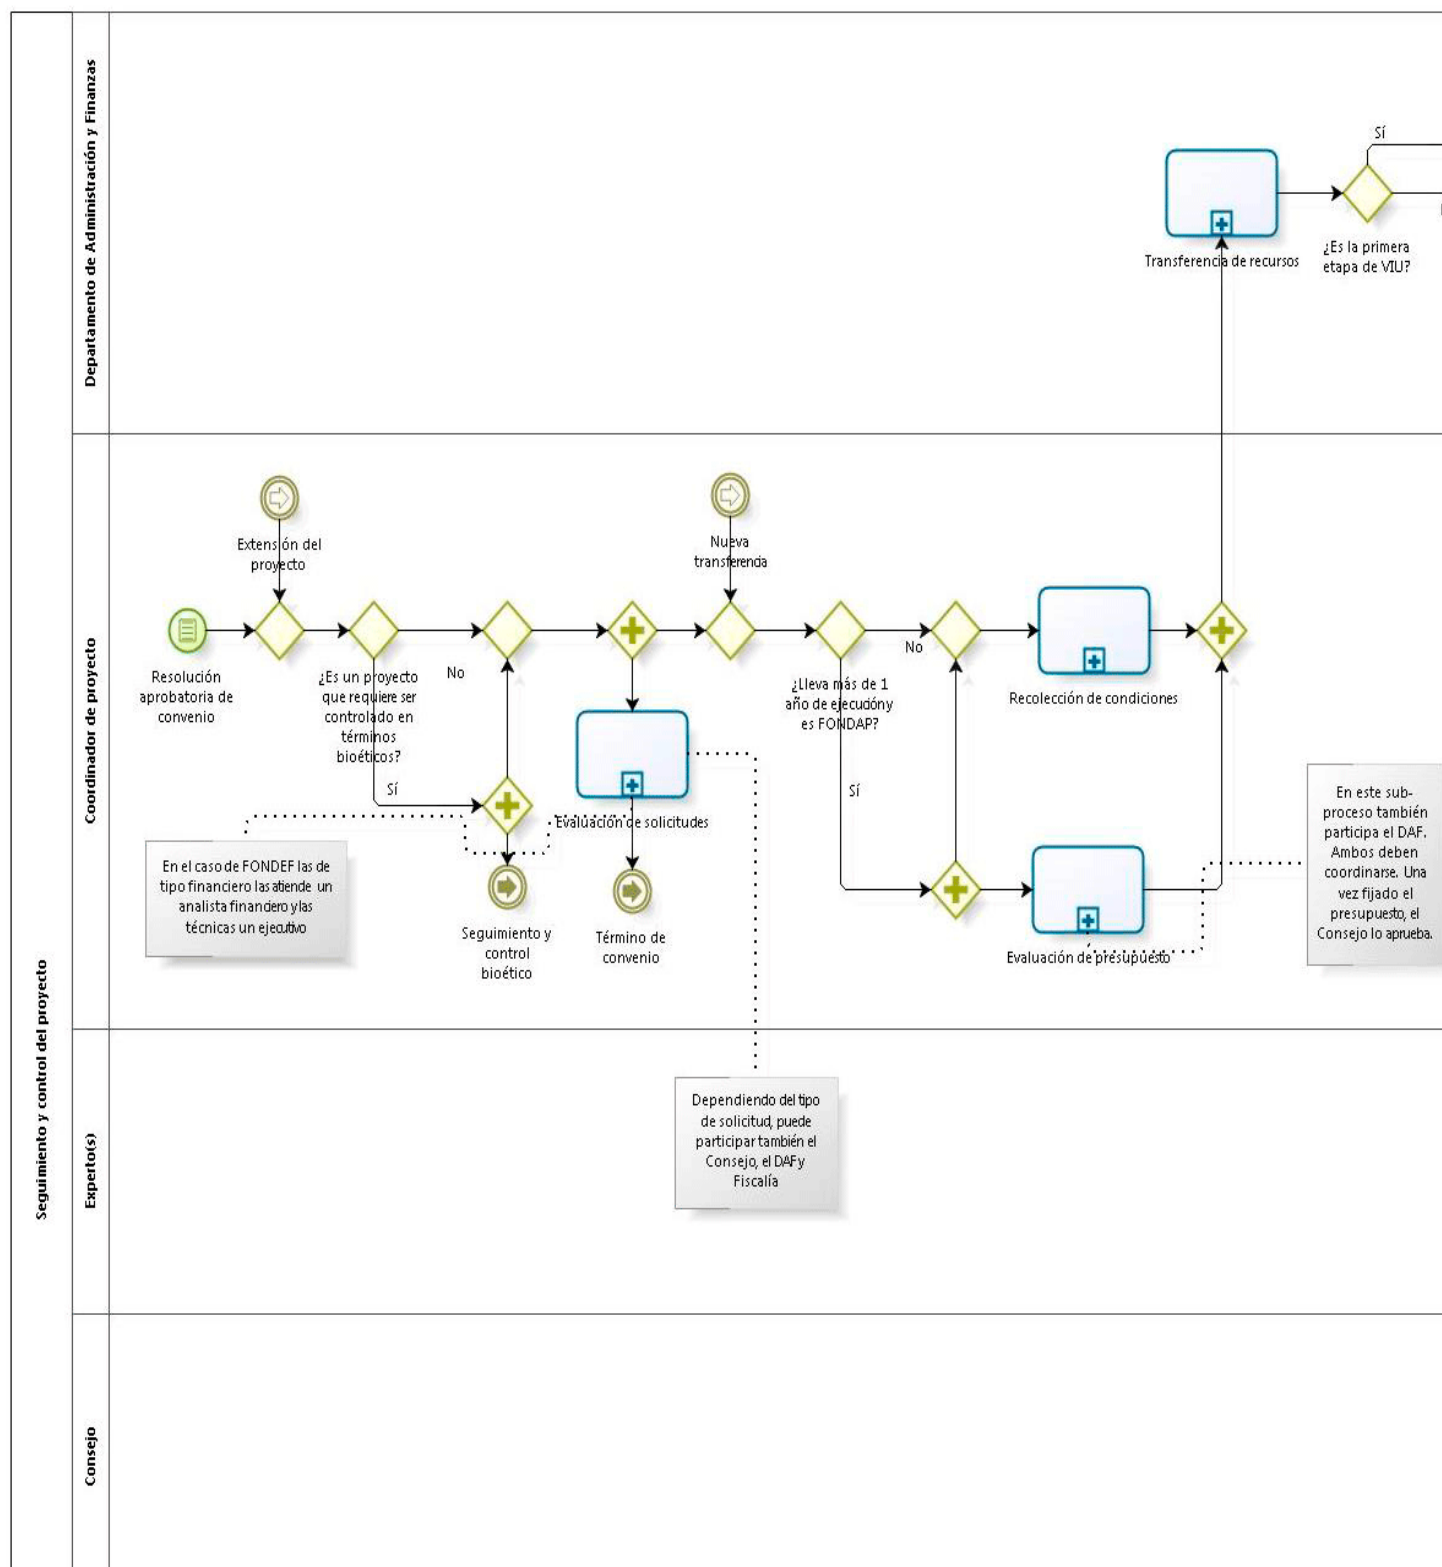 Seguimiento y control del proyecto
Departamento de Administración y Finanzas
Sí
Transferencia de recursos
¿Es la primera
etapa de VIU?
Coordinador de proyecto
Extensión del
proyecto
Nueva
transferencia
Resolución
aprobatoria de
convenio
¿Es un proyecto
que requiere ser
controlado en
términos
bioéticos?
No
Sí
¿Lleva más de 1
año de ejecución y
es FONDAP?
No
Sí
Recolección de condiciones
Evaluación de solicitudes
En el caso de FONDEF las de
tipo financiero las atiende un
analista financiero y las
técnicas un ejecutivo
Seguimiento y
control
bioético
Término de
convenio
Evaluación de presupuesto
En este sub-
proceso también
participa el DAF.
Ambos deben
coordinarse. Una
vez fijado el
presupuesto, el
Consejo lo aprueba.
Experto(s)
Dependiendo del tipo
de solicitud, puede
participar también el
Consejo, el DAF y
Fiscalía
Consejo